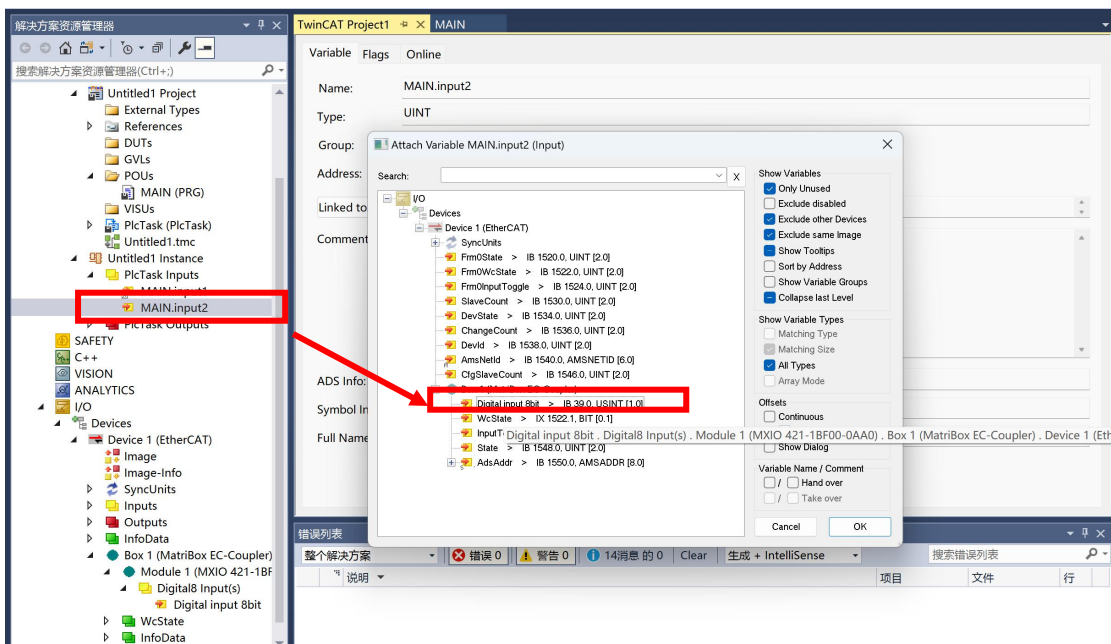 解决方案资源管理器
搜索解决方案资源管理器(Ctrl+;)
Untitled1 Project
External Types
References
DUTs
GVLs
POUs
MAIN (PRG)
VISUs
PlcTask (PlcTask)
Untitled1.tmc
Untitled1 Instance
PlcTask Inputs
MAIN.input1
MAIN.input2
PlcTask Outputs
SAFETY
C++
VISION
ANALYTICS
I/O
Devices
Device 1 (EtherCAT)
Image
Image-Info
SyncUnits
Inputs
Outputs
InfoData
Box 1 (MatriBox EC-Coupler)
Module 1 (MXIO 421-1BF
Digital8 Input(s)
Digital input 8bit
WcState
InfoData
TwinCAT Project1
MAIN
Variable Flags Online
Name: MAIN.input2
Type: UINT
Group:
Address:
Linked to
Comment
ADS Info:
Symbol In
Full Name
Attach Variable MAIN.input2 (Input)
Search:
X
I/O
Devices
Device 1 (EtherCAT)
SyncUnits
Frm0State > IB 1520.0, UINT [2.0]
Frm0WcState > IB 1522.0, UINT [2.0]
Frm0InputToggle > IB 1524.0, UINT [2.0]
SlaveCount > IB 1530.0, UINT [2.0]
DevState > IB 1534.0, UINT [2.0]
ChangeCount > IB 1536.0, UINT [2.0]
DevId > IB 1538.0, UINT [2.0]
AmsNetId > IB 1540.0, AMSNETID [6.0]
CfgSlaveCount > IB 1546.0, UINT [2.0]
Digital input 8bit > IB 39.0, USINT [1.0]
WcState > IX 1522.1, BIT [0.1]
InputT
Digital input 8bit . Digital8 Input(s) . Module 1 (MXIO 421-1BF00-0AA0) . Box 1 (MatriBox EC-Coupler) . Device 1 (Eth
State > IB 1548.0, UINT [2.0]
AdsAddr > IB 1550.0, AMSADDR [8.0]
Show Variables
Only Unused
Exclude disabled
Exclude other Devices
Exclude same Image
Show Tooltips
Sort by Address
Show Variable Groups
Collapse last Level
Show Variable Types
Matching Type
Matching Size
All Types
Array Mode
Offsets
Continuous
Show Dialog
Variable Name / Comment
/ Hand over
/ Take over
Cancel
OK
错误列表
整个解决方案
错误 0
警告 0
14消息 的 0
Clear
生成 + IntelliSense
搜索错误列表
说明
项目
文件
行